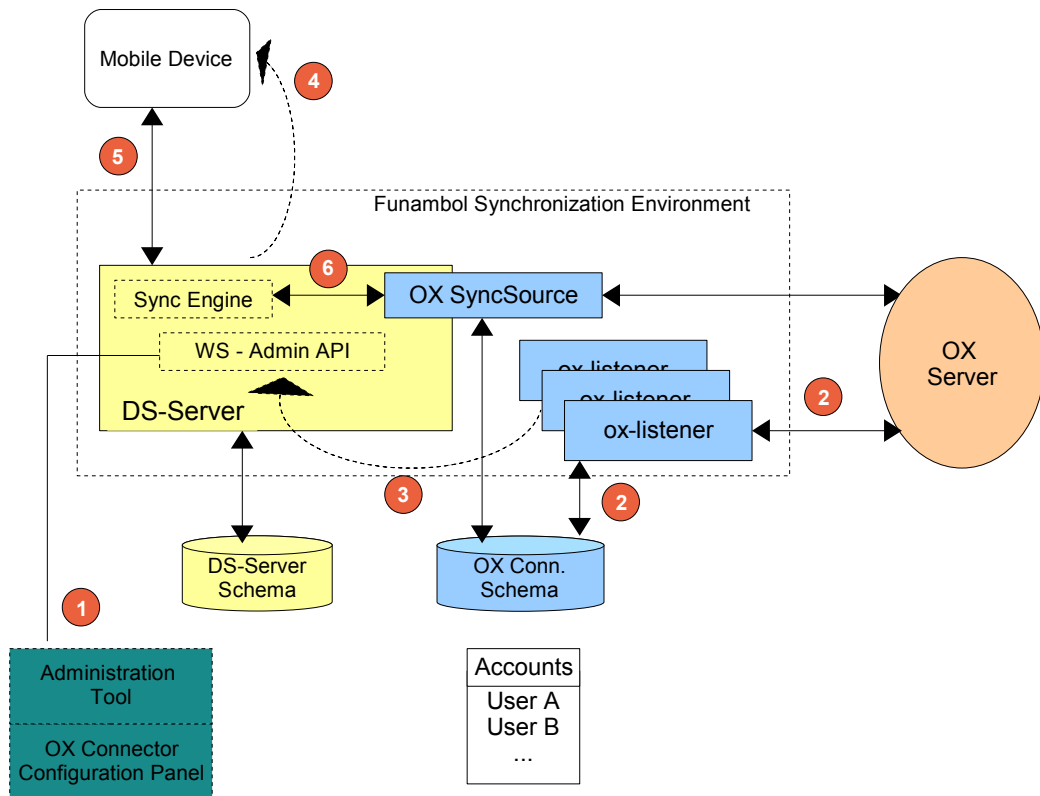 Mobile Device
4
5
Funambol Synchronization Environment
6
Sync Engine
OX SyncSource
WS - Admin API
DS-Server
ox-listener
ox-listener
ox-listener
2
OX
Server
3
2
DS-Server
Schema
OX Conn.
Schema
1
Administration
Tool
OX Connector
Configuration Panel
Accounts
User A
User B
...